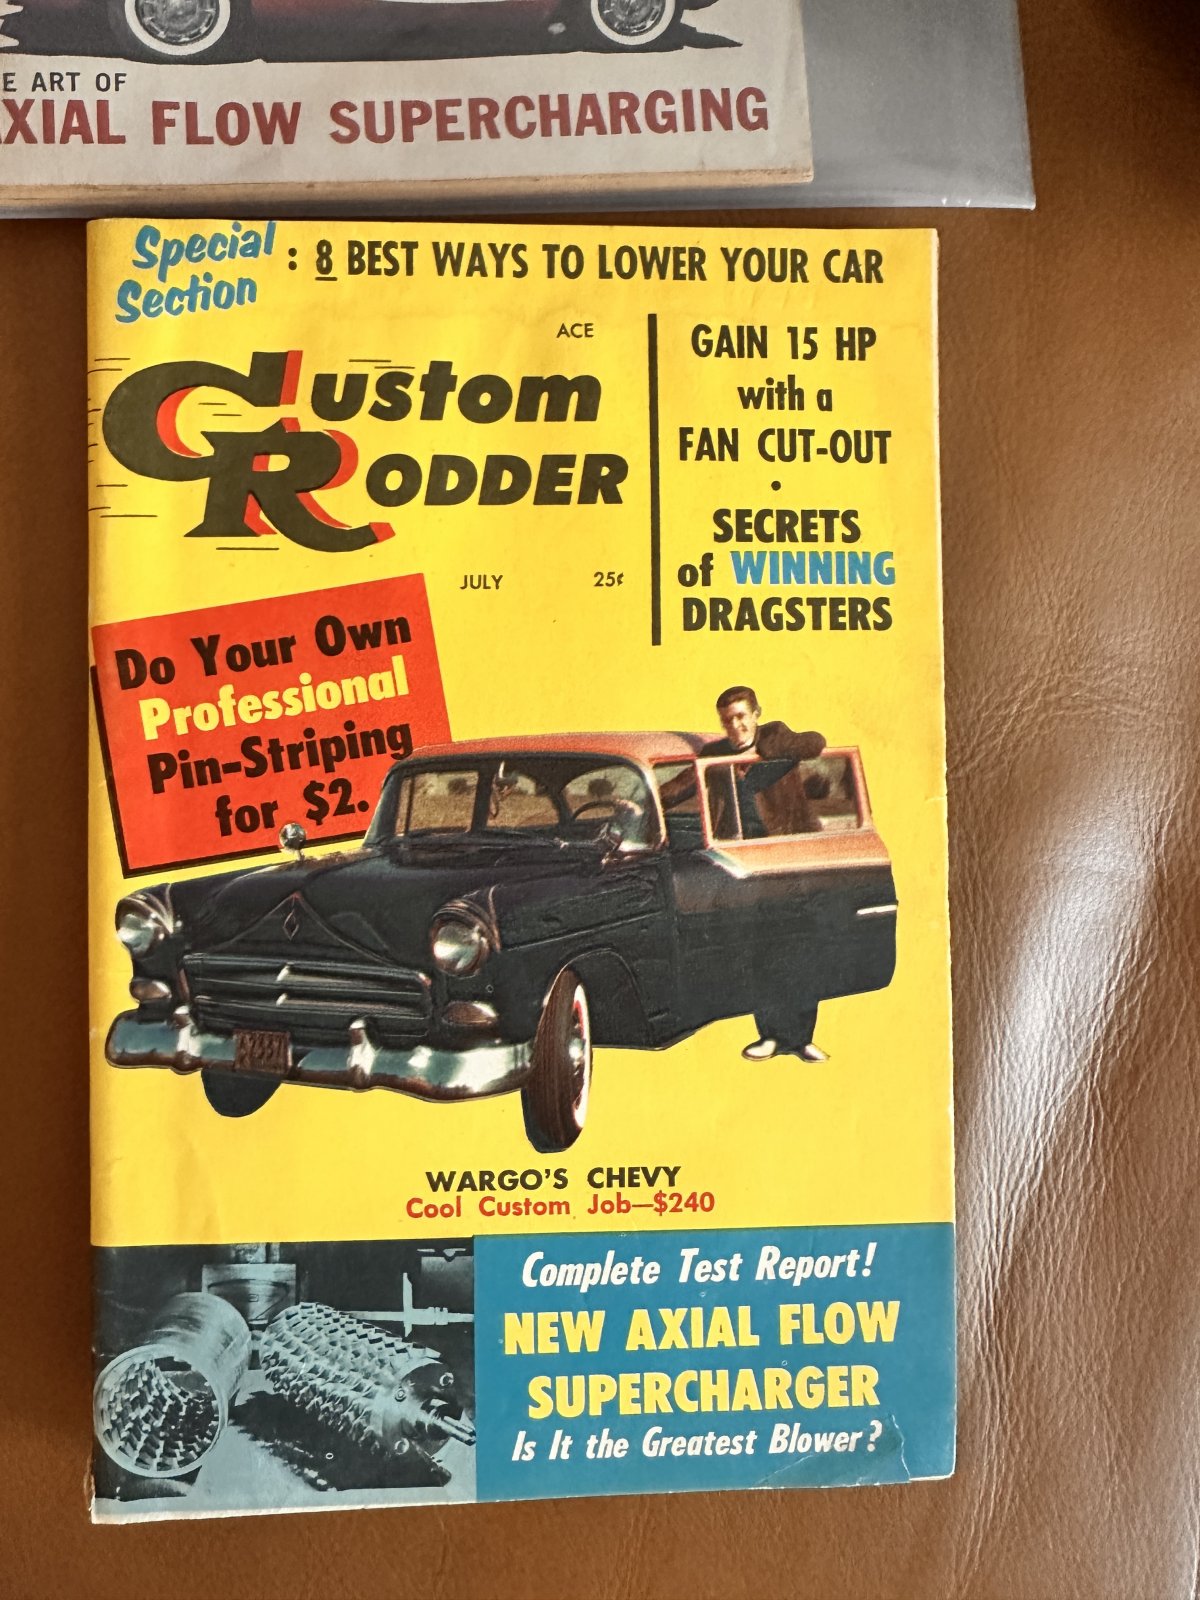 E ART OF
XIAL FLOW SUPERCHARGING
Special Section : 8 BEST WAYS TO LOWER YOUR CAR
ACE
Custom
RODDER
JULY 25¢
GAIN 15 HP
with a
FAN CUT-OUT
•
SECRETS
of WINNING
DRAGSTERS
Do Your Own
Professional
Pin-Striping
for $2.
WARGO'S CHEVY
Cool Custom Job—$240
Complete Test Report!
NEW AXIAL FLOW
SUPERCHARGER
Is It the Greatest Blower?